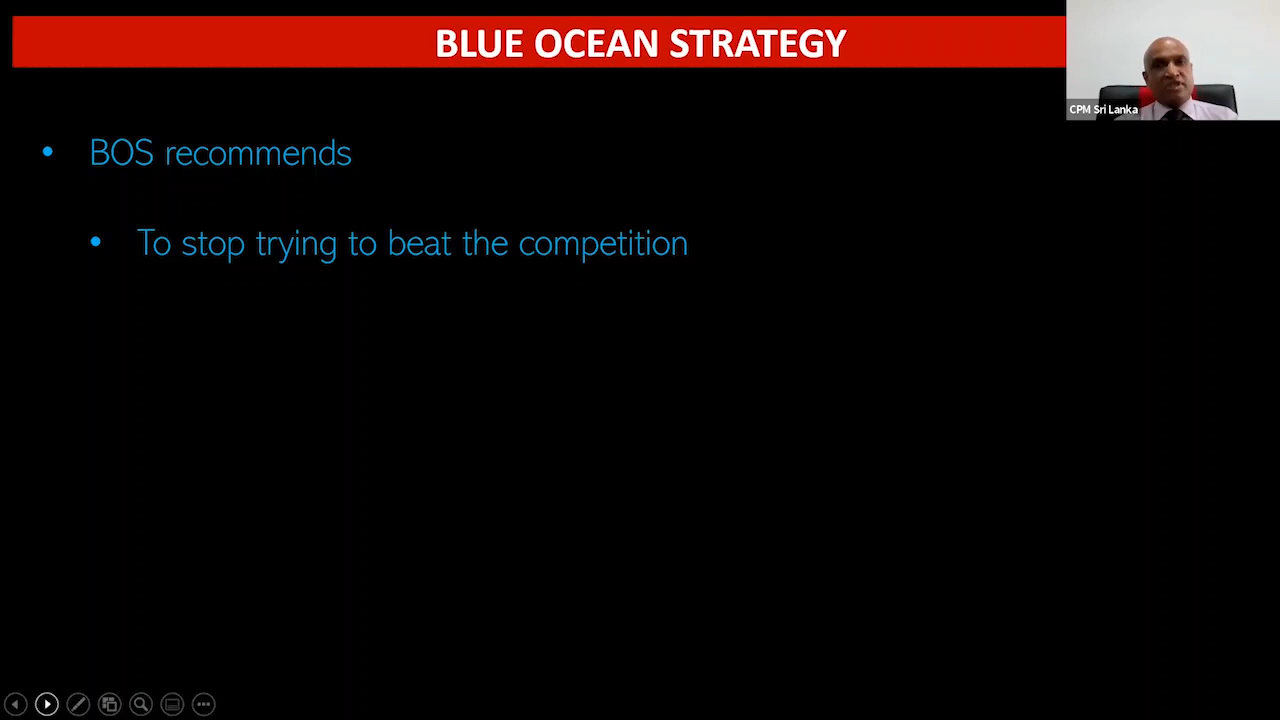 BLUE OCEAN STRATEGY
CPM Sri Lanka
• BOS recommends
• To stop trying to beat the competition